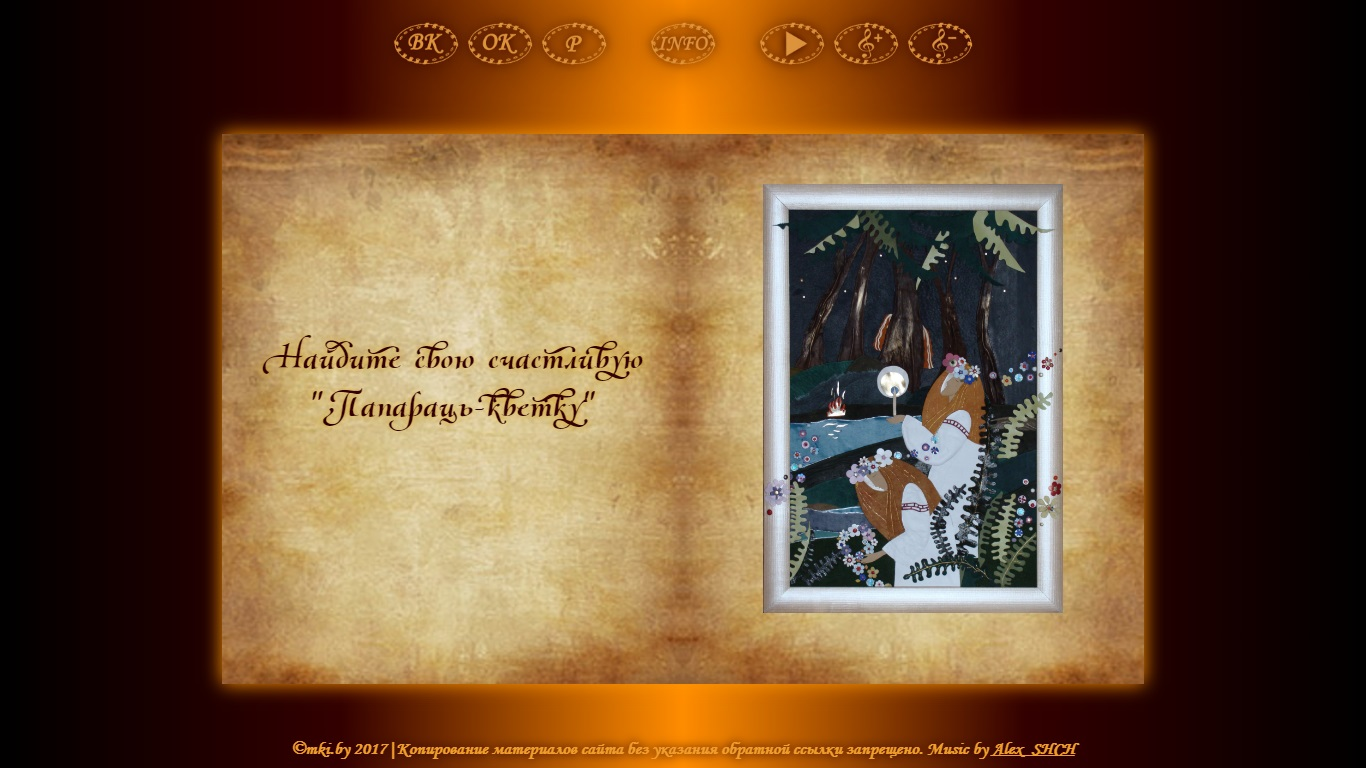 ВК ОК Р INFO
Найдите свою счастливую
"Папараць-кветку"
©mki.by 2017|Копирование материалов сайта без указания обратной ссылки запрещено. Music by Alex_SHCH